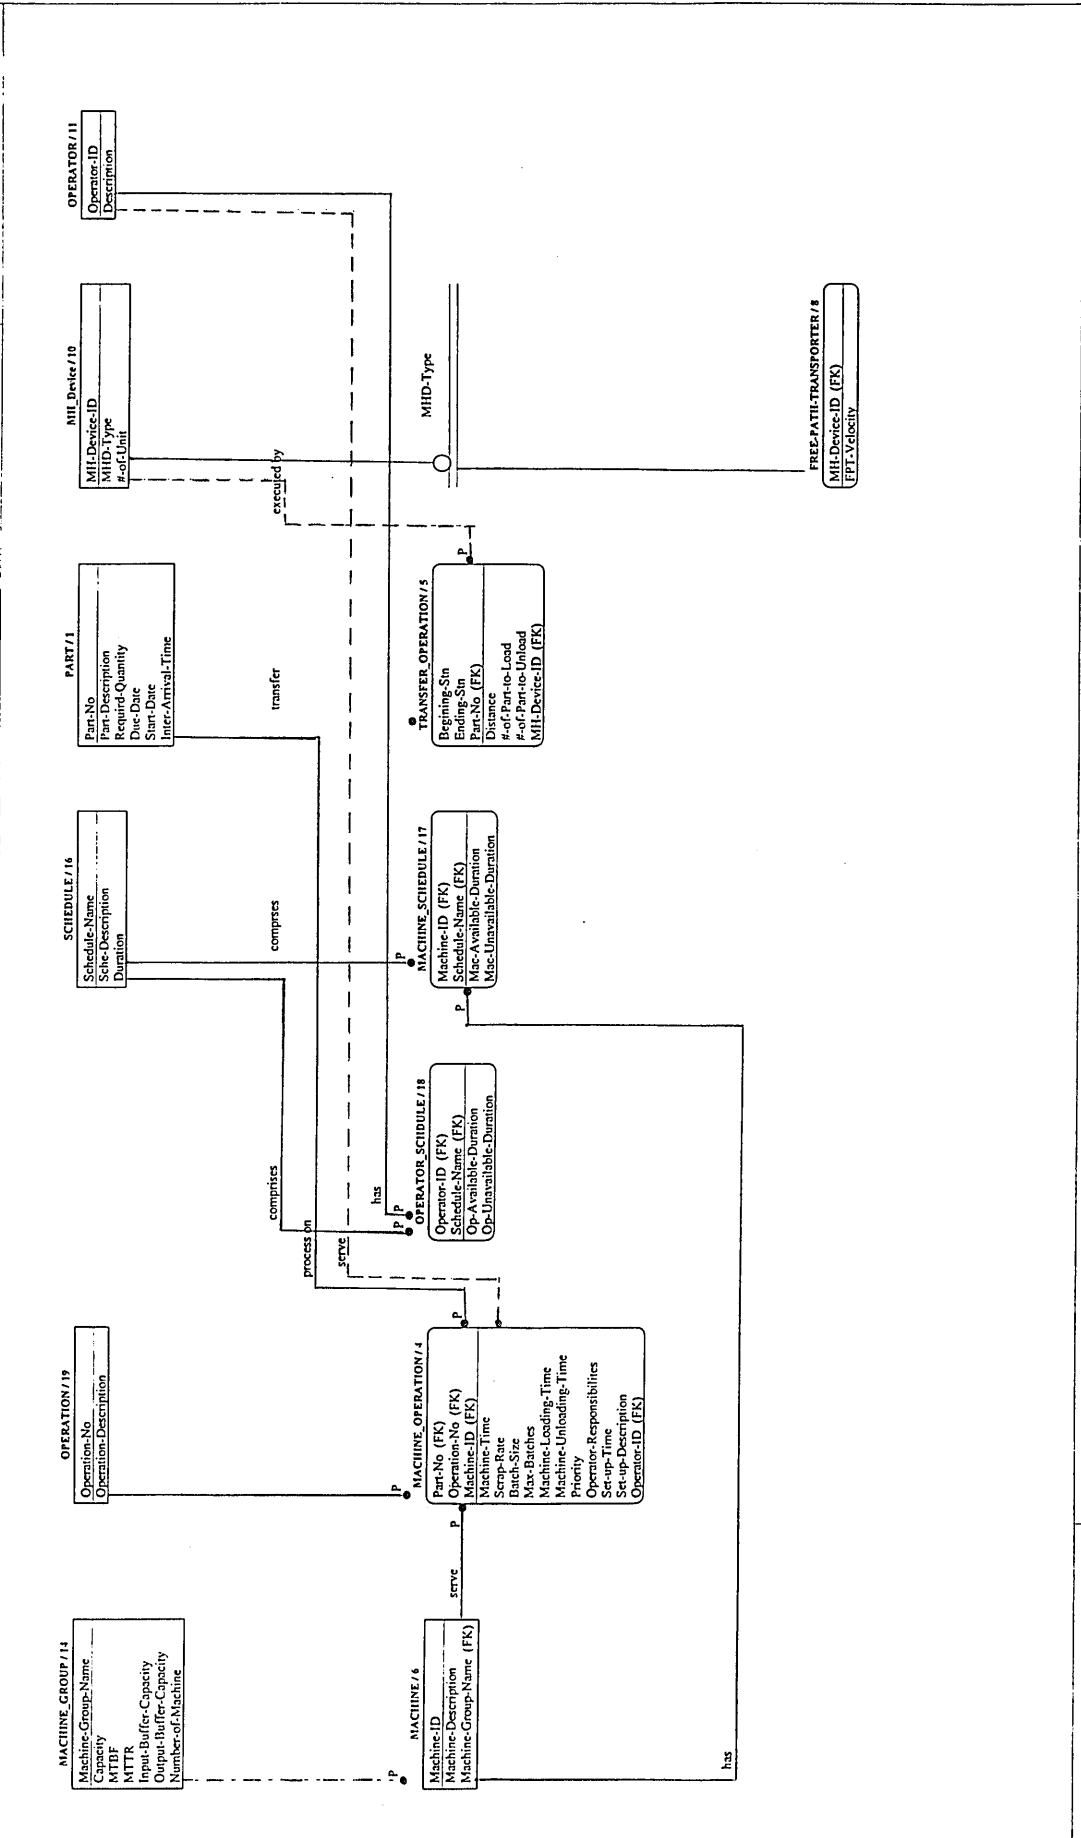 MACHINE_GROUP / 14
Machine-Group-Name
Capacity
MTBF
MTTR
Input-Buffer-Capacity
Output-Buffer-Capacity
Number-of-Machine
OPERATION / 19
Operation-No
Operation-Description
SCHEDULE / 16
Schedule-Name
Sche-Description
Duration
PART / 1
Part-No
Part-Description
Requird-Quantity
Due-Date
Start-Date
Inter-Arrival-Time
MH_Device / 10
MH-Device-ID
MHD-Type
#-of-Unit
OPERATOR / 11
Operator-ID
Description
comprises
comprses
transfer
executed by
process on
serve
has
P
P
P
P
P
P
MHD-Type
MACHINE / 6
Machine-ID
Machine-Description
Machine-Group-Name (FK)
serve
P
MACHINE_OPERATION / 4
Part-No (FK)
Operation-No (FK)
Machine-ID (FK)
Machine-Time
Scrap-Rate
Batch-Size
Max-Batches
Machine-Loading-Time
Machine-Unloading-Time
Priority
Operator-Responsibilites
Set-up-Time
Set-up-Description
Operator-ID (FK)
OPERATOR_SCHDULE / 18
Operator-ID (FK)
Schedule-Name (FK)
Op-Available-Duration
Op-Unavailable-Duration
MACHINE_SCHEDULE / 17
Machine-ID (FK)
Schedule-Name (FK)
Mac-Available-Duration
Mac-Unavailable-Duration
P
TRANSFER_OPERATION / 5
Begining-Stn
Ending-Stn
Part-No (FK)
Distance
#-of-Part-to-Load
#-of-Part-to-Unload
MH-Device-ID (FK)
P
has
FREE-PATH-TRANSPORTER / 8
MH-Device-ID (FK)
FPT-Velocity